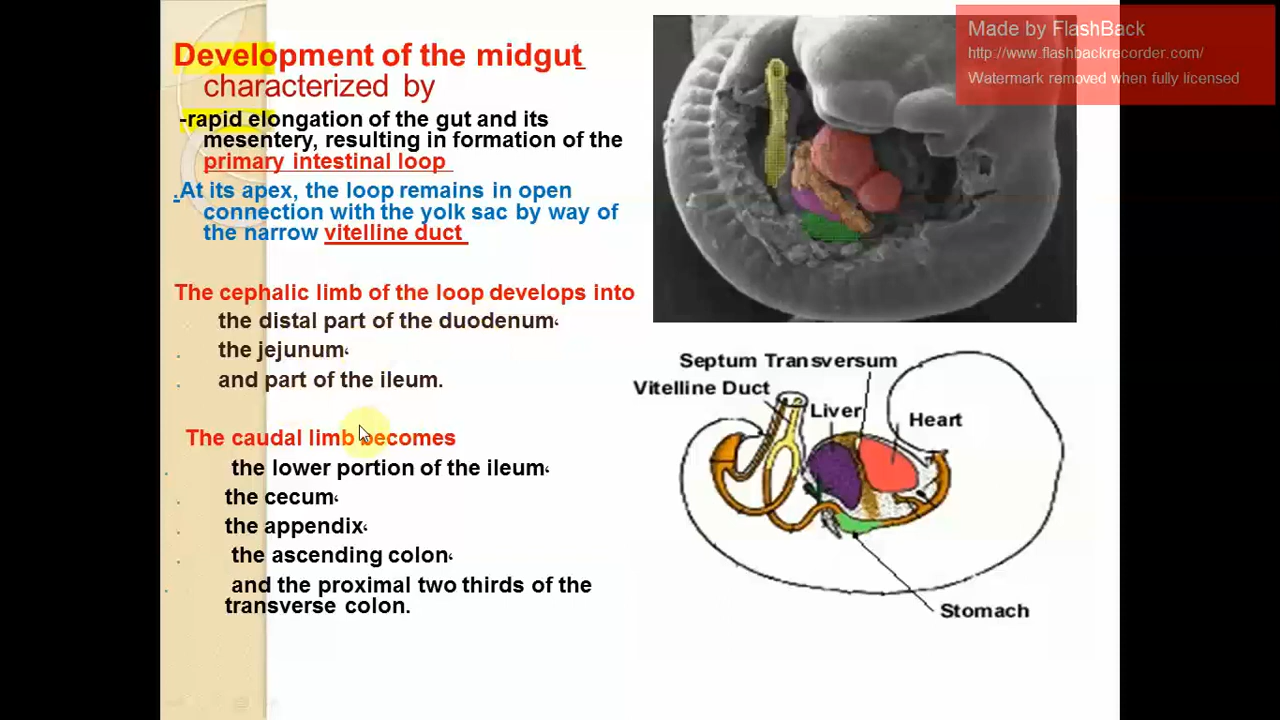 Development of the midgut
characterized by
-rapid elongation of the gut and its
mesentery, resulting in formation of the
primary intestinal loop
.At its apex, the loop remains in open
connection with the yolk sac by way of
the narrow vitelline duct
The cephalic limb of the loop develops into
the distal part of the duodenum،
. the jejunum،
. and part of the ileum.
The caudal limb becomes
. the lower portion of the ileum،
. the cecum،
. the appendix،
. the ascending colon،
. and the proximal two thirds of the
transverse colon.
Made by FlashBack
http://www.flashbackrecorder.com/
Watermark removed when fully licensed
Septum Transversum
Vitelline Duct
Liver
Heart
Stomach